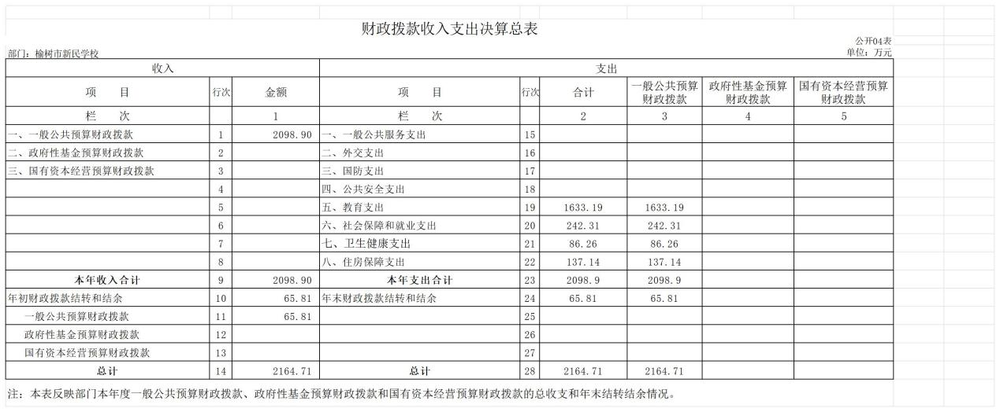 财政拨款收入支出决算总表
公开04表
部门：榆树市新民学校 单位：万元
收入 支出
项 目 行次 金额 项 目 行次 合计 一般公共预算财政拨款 政府性基金预算财政拨款 国有资本经营预算财政拨款
栏 次 1 栏 次 2 3 4 5
一、一般公共预算财政拨款 1 2098.90 一、一般公共服务支出 15
二、政府性基金预算财政拨款 2 二、外交支出 16
三、国有资本经营预算财政拨款 3 三、国防支出 17
4 四、公共安全支出 18
5 五、教育支出 19 1633.19 1633.19
6 六、社会保障和就业支出 20 242.31 242.31
7 七、卫生健康支出 21 86.26 86.26
8 八、住房保障支出 22 137.14 137.14
本年收入合计 9 2098.90 本年支出合计 23 2098.9 2098.9
年初财政拨款结转和结余 10 65.81 年末财政拨款结转和结余 24 65.81 65.81
一般公共预算财政拨款 11 65.81 25
政府性基金预算财政拨款 12 26
国有资本经营预算财政拨款 13 27
总计 14 2164.71 总计 28 2164.71 2164.71
注：本表反映部门本年度一般公共预算财政拨款、政府性基金预算财政拨款和国有资本经营预算财政拨款的总收支和年末结转结余情况。